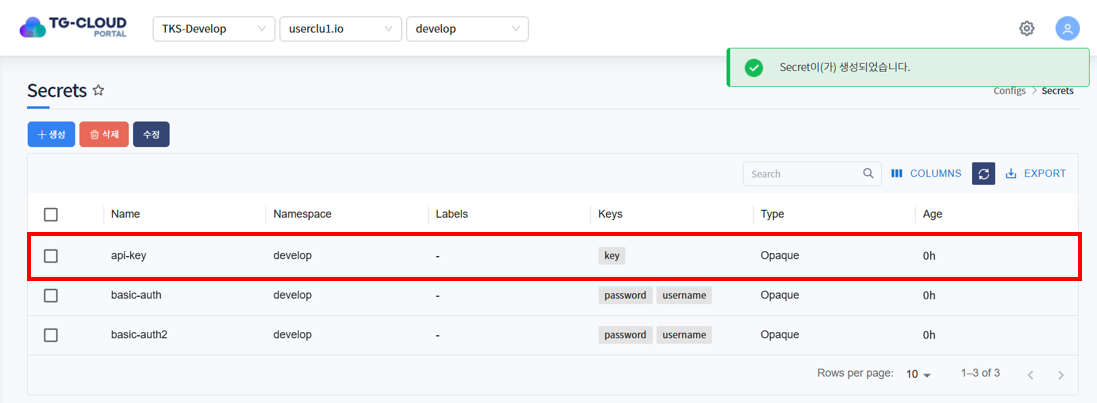 TG-CLOUD
PORTAL
TKS-Develop userclu1.io develop
Secret이(가) 생성되었습니다.
Secrets
Configs > Secrets
+ 생성 삭제 수정
Search COLUMNS EXPORT
Name Namespace Labels Keys Type Age
api-key develop - key Opaque 0h
basic-auth develop - password username Opaque 0h
basic-auth2 develop - password username Opaque 0h
Rows per page: 10 1–3 of 3